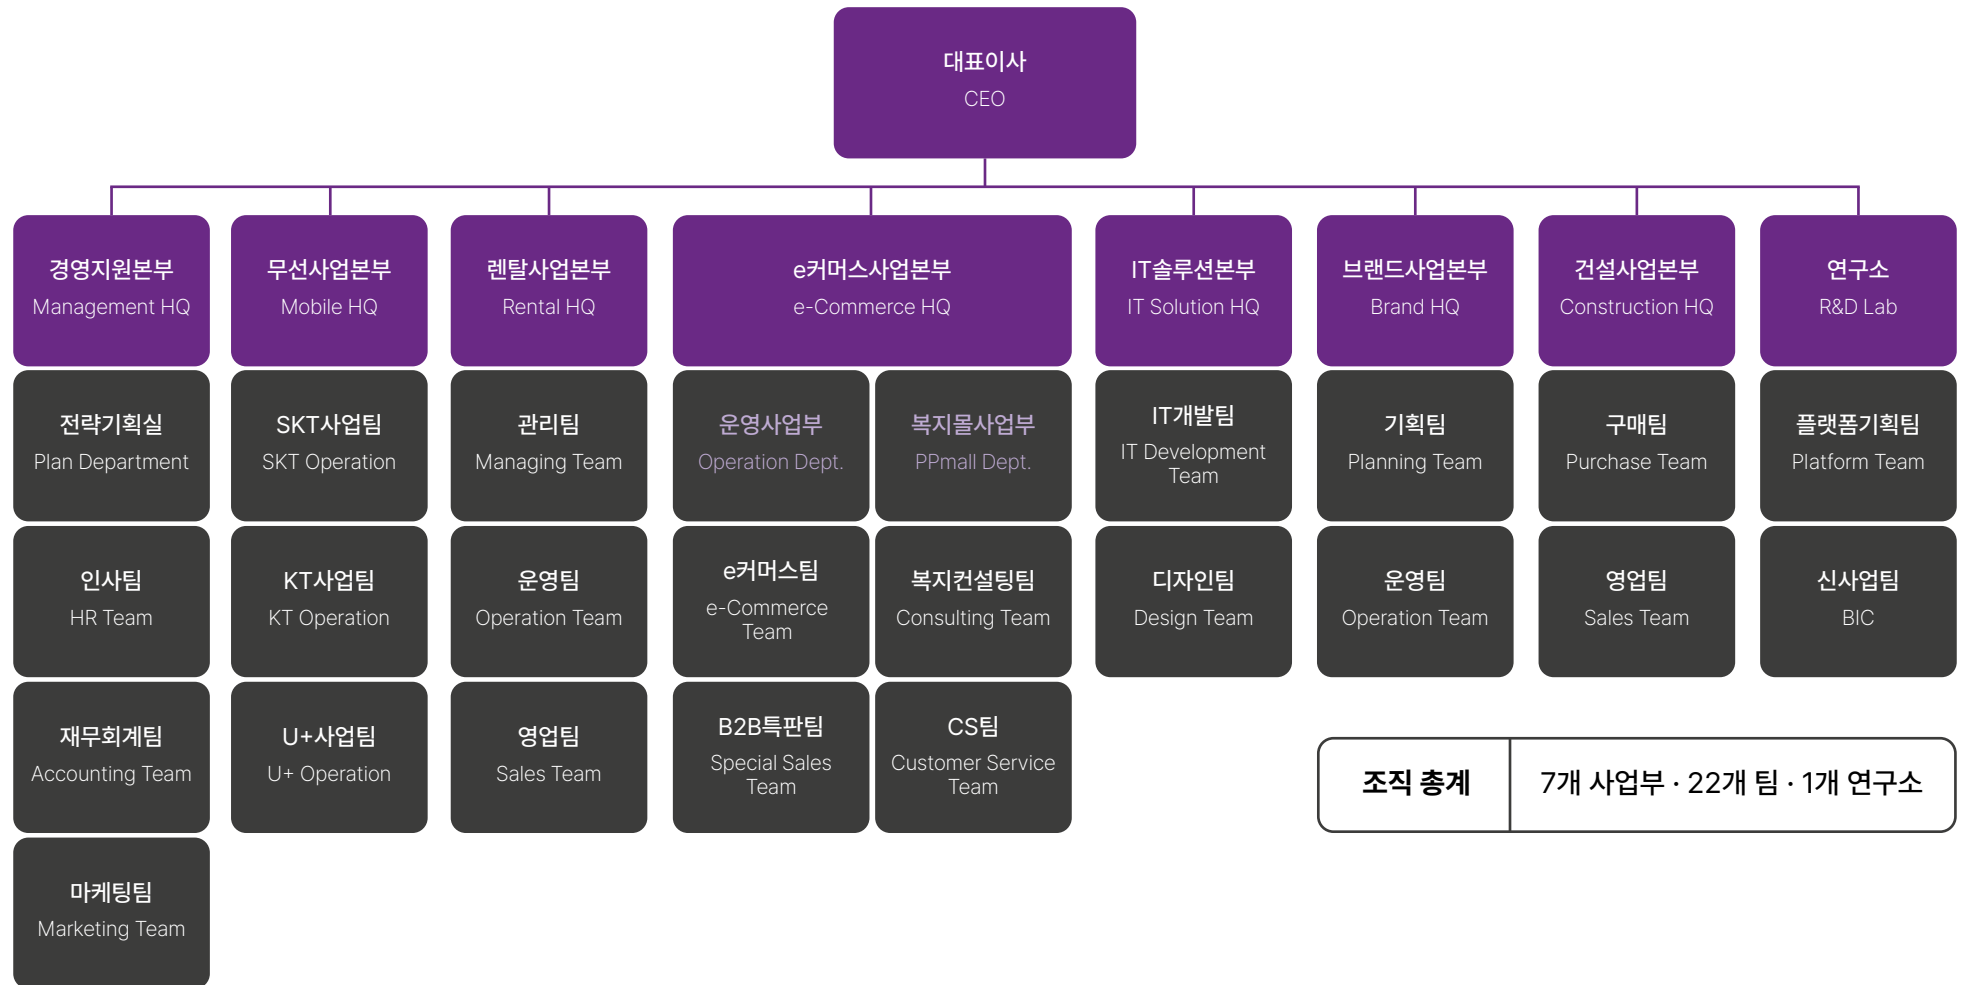 대표이사
CEO
경영지원본부
Management HQ
무선사업본부
Mobile HQ
렌탈사업본부
Rental HQ
e커머스사업본부
e-Commerce HQ
IT솔루션본부
IT Solution HQ
브랜드사업본부
Brand HQ
건설사업본부
Construction HQ
연구소
R&D Lab
전략기획실
Plan Department
SKT사업팀
SKT Operation
관리팀
Managing Team
운영사업부
Operation Dept.
복지몰사업부
PPmall Dept.
IT개발팀
IT Development
Team
기획팀
Planning Team
구매팀
Purchase Team
플랫폼기획팀
Platform Team
인사팀
HR Team
KT사업팀
KT Operation
운영팀
Operation Team
e커머스팀
e-Commerce
Team
복지컨설팅팀
Consulting Team
디자인팀
Design Team
운영팀
Operation Team
영업팀
Sales Team
신사업팀
BIC
재무회계팀
Accounting Team
U+사업팀
U+ Operation
영업팀
Sales Team
B2B특판팀
Special Sales
Team
CS팀
Customer Service
Team
조직 총계
7개 사업부 · 22개 팀 · 1개 연구소
마케팅팀
Marketing Team